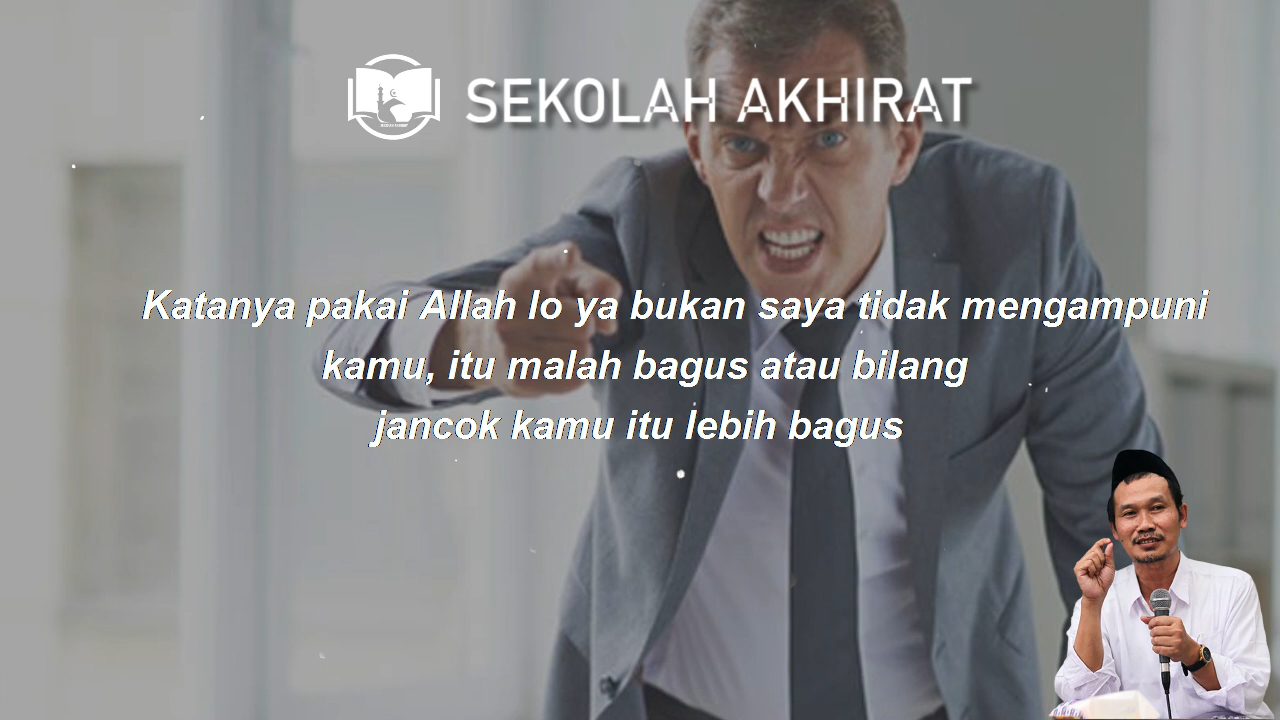 SEKOLAH AKHIRAT
Katanya pakai Allah lo ya bukan saya tidak mengampuni
kamu, itu malah bagus atau bilang
jancok kamu itu lebih bagus